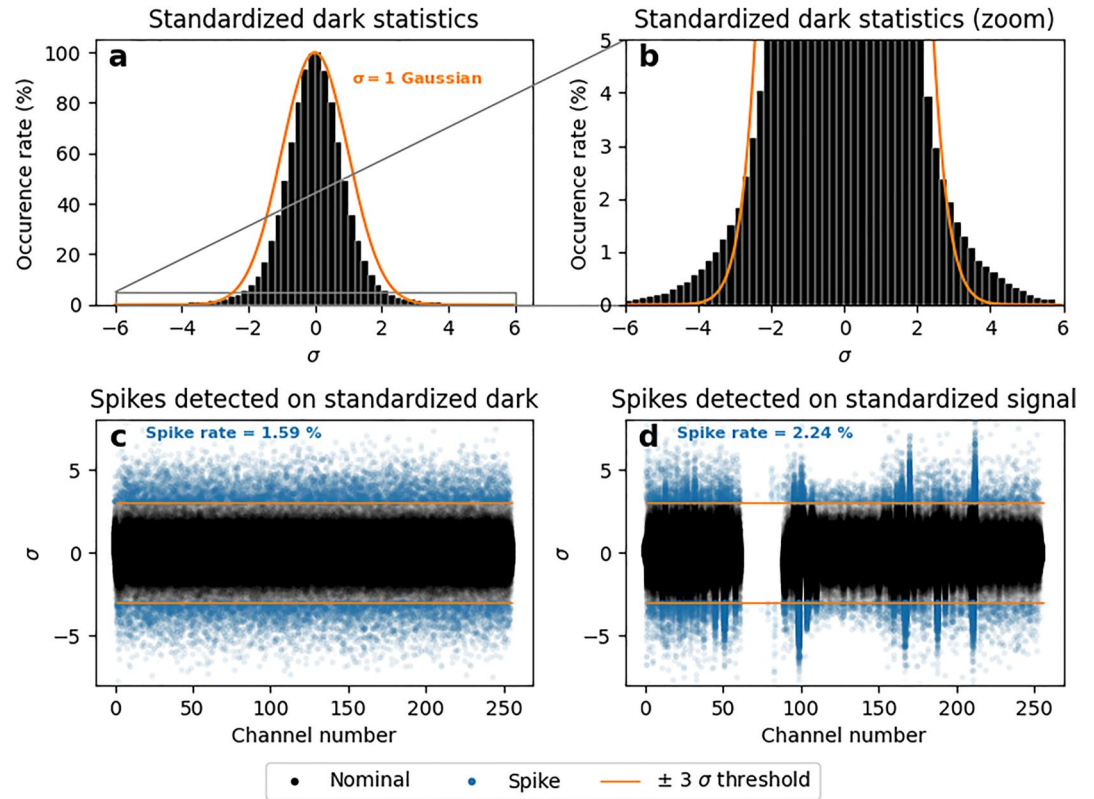 Standardized dark statistics
a
σ = 1 Gaussian
Occurence rate (%)
100
80
60
40
20
0
−6 −4 −2 0 2 4 6
σ
Standardized dark statistics (zoom)
b
Occurence rate (%)
5
4
3
2
1
0
−6 −4 −2 0 2 4 6
σ
Spikes detected on standardized dark
c
Spike rate = 1.59 %
σ
5
0
−5
0 50 100 150 200 250
Channel number
Spikes detected on standardized signal
d
Spike rate = 2.24 %
σ
5
0
−5
0 50 100 150 200 250
Channel number
Nominal Spike ± 3 σ threshold